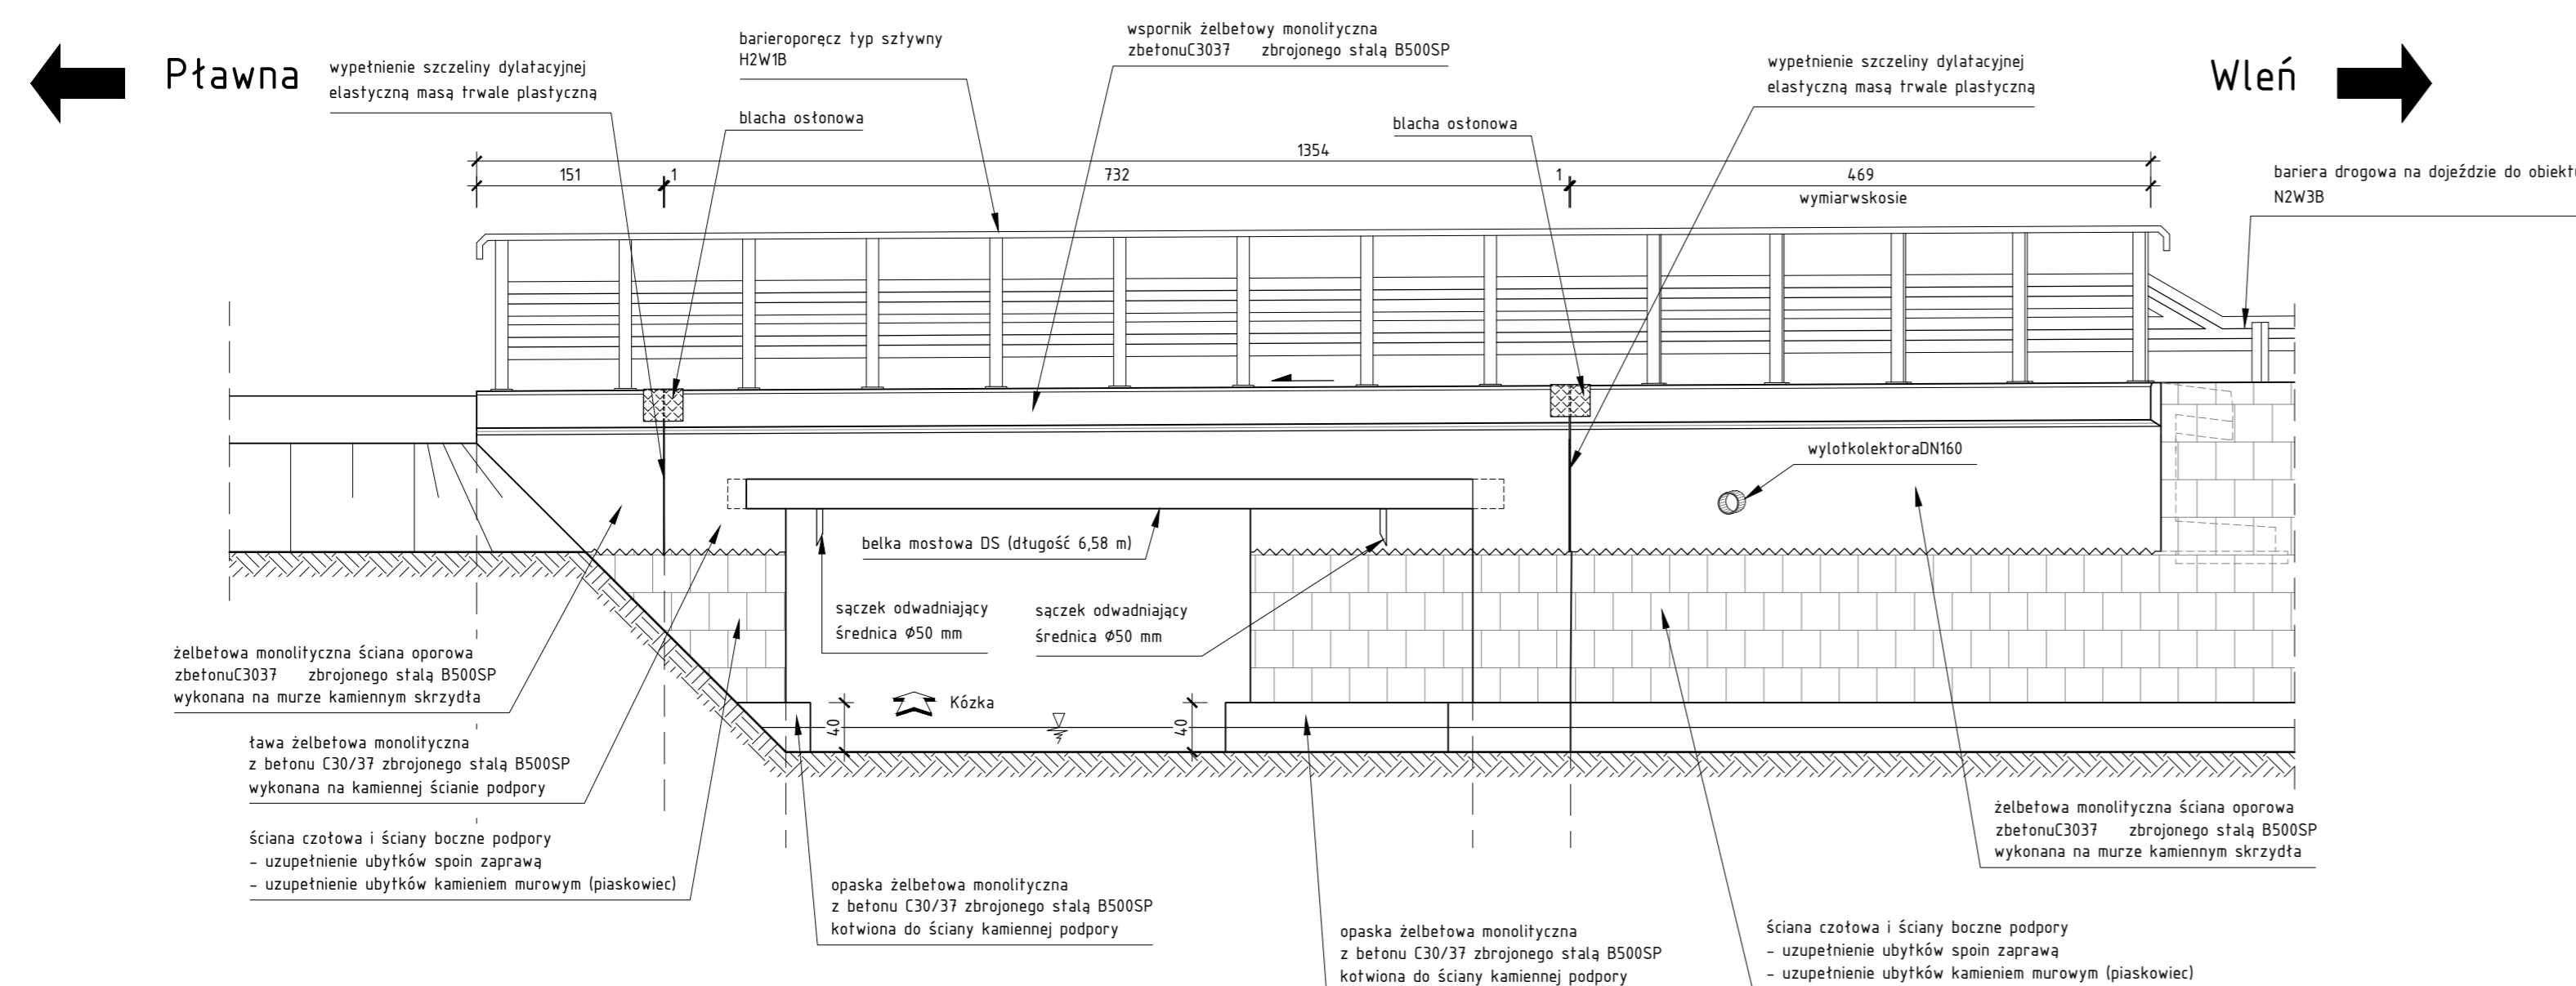 Pławna
wypełnienie szczeliny dylatacyjnej
elastyczną masą trwale plastyczną
barieroporęcz typ sztywny
H2W1B
blacha osłonowa
wspornik żelbetowy monolityczna
zbetonuC3037 zbrojonego stalą B500SP
blacha osłonowa
wypełnienie szczeliny dylatacyjnej
elastyczną masą trwale plastyczną
Wleń
1354
151
1
732
1
469
wymiarwskosie
bariera drogowa na dojeździe do obiektu
N2W3B
wylotkolektoraDN160
belka mostowa DS (długość 6,58 m)
sączek odwadniający
średnica Ø50 mm
sączek odwadniający
średnica Ø50 mm
żelbetowa monolityczna ściana oporowa
zbetonuC3037 zbrojonego stalą B500SP
wykonana na murze kamiennym skrzydła
40
Kózka
40
ława żelbetowa monolityczna
z betonu C30/37 zbrojonego stalą B500SP
wykonana na kamiennej ścianie podpory
żelbetowa monolityczna ściana oporowa
zbetonuC3037 zbrojonego stalą B500SP
wykonana na murze kamiennym skrzydła
ściana czołowa i ściany boczne podpory
- uzupełnienie ubytków spoin zaprawą
- uzupełnienie ubytków kamieniem murowym (piaskowiec)
opaska żelbetowa monolityczna
z betonu C30/37 zbrojonego stalą B500SP
kotwiona do ściany kamiennej podpory
opaska żelbetowa monolityczna
z betonu C30/37 zbrojonego stalą B500SP
kotwiona do ściany kamiennej podpory
ściana czołowa i ściany boczne podpory
- uzupełnienie ubytków spoin zaprawą
- uzupełnienie ubytków kamieniem murowym (piaskowiec)